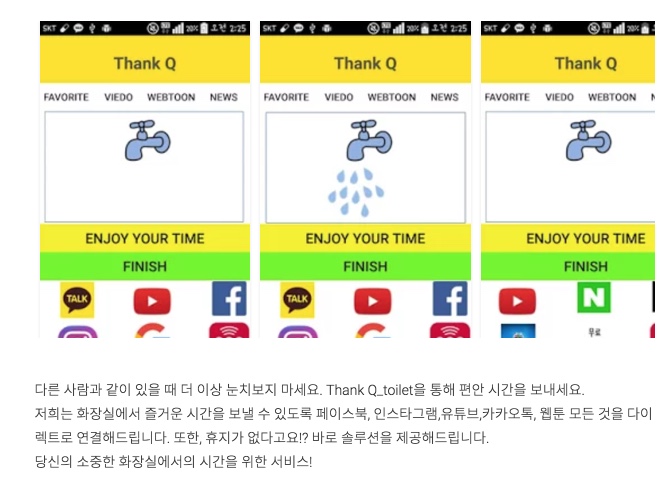 SKT 20% 오전 2:25
Thank Q
FAVORITE VIEDO WEBTOON NEWS
ENJOY YOUR TIME
FINISH
TALK
SKT 20% 오전 2:25
Thank Q
FAVORITE VIEDO WEBTOON NEWS
ENJOY YOUR TIME
FINISH
TALK
SKT 20%
Thank Q
FAVORITE VIEDO WEBTOON
ENJOY YOUR TIME
FINISH
N
무료
다른 사람과 같이 있을 때 더 이상 눈치보지 마세요. Thank Q_toilet을 통해 편안 시간을 보내세요.
저희는 화장실에서 즐거운 시간을 보낼 수 있도록 페이스북, 인스타그램,유튜브,카카오톡, 웹툰 모든 것을 다이
렉트로 연결해드립니다. 또한, 휴지가 없다고요!? 바로 솔루션을 제공해드립니다.
당신의 소중한 화장실에서의 시간을 위한 서비스!